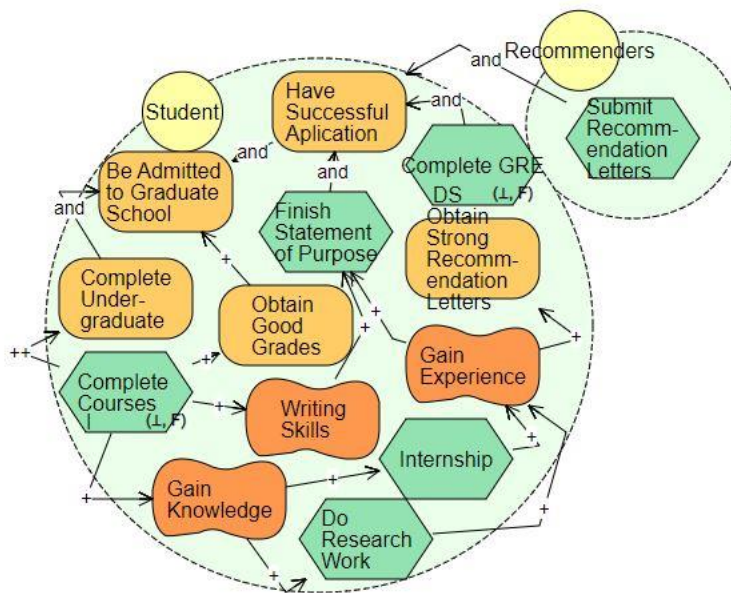 Recommenders
and
Have
Successful
Aplication
Student
and
Submit
Recomm-
endation
Letters
and
Be Admitted
to Graduate
School
and
Complete GRE
DS (⊥, F)
and
Finish
Statement
of Purpose
Obtain
Strong
Recomm-
endation
Letters
+
Complete
Under-
graduate
Obtain
Good
Grades
+
+
+
++
+
Gain
Experience
Complete
Courses
I (⊥, F)
+
Writing
Skills
Internship
+
+
+
Gain
Knowledge
+
Do
Research
Work
+